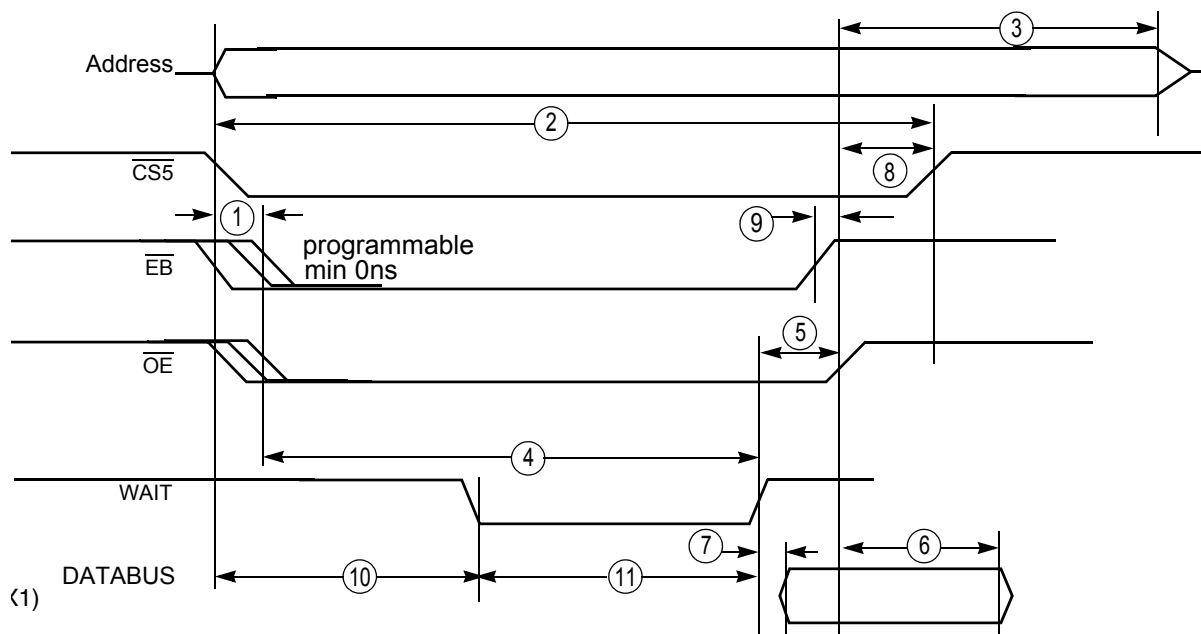 3
Address
2
CS5
8
1
9
programmable
min 0ns
EB
5
OE
4
WAIT
7
6
DATABUS
10
11
X1)